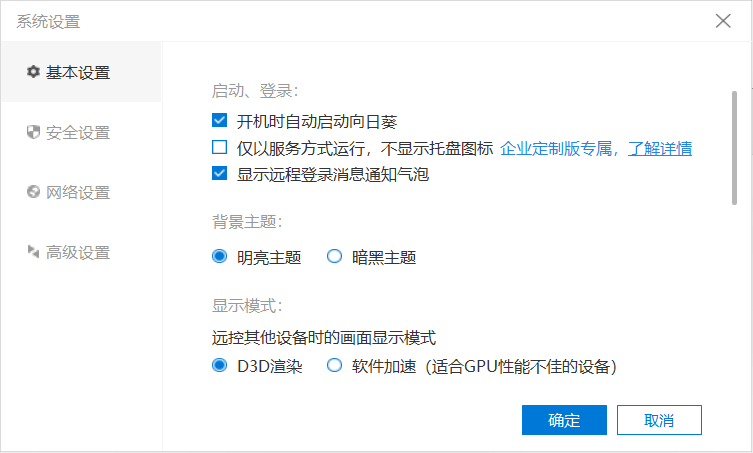 系统设置
基本设置
安全设置
网络设置
高级设置
启动、登录:
开机时自动启动向日葵
仅以服务方式运行，不显示托盘图标 企业定制版专属，了解详情
显示远程登录消息通知气泡
背景主题:
明亮主题 暗黑主题
显示模式:
远控其他设备时的画面显示模式
D3D渲染 软件加速（适合GPU性能不佳的设备）
确定 取消